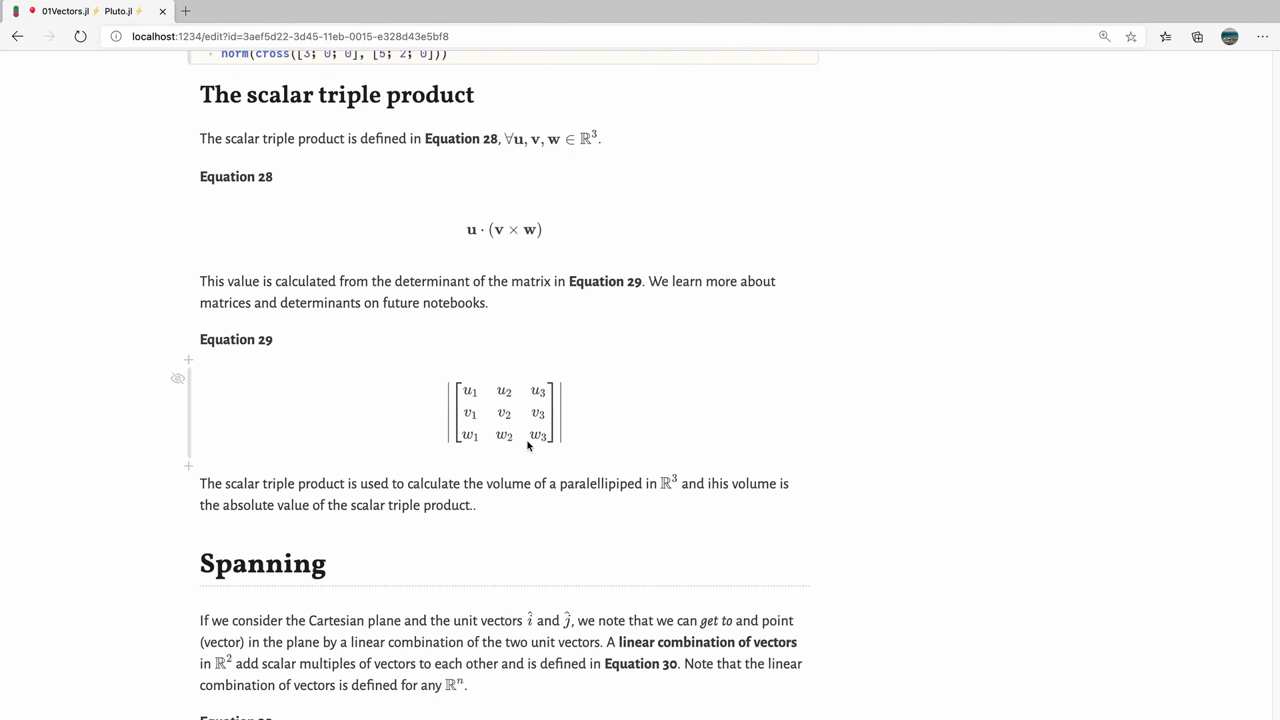 01Vectors.jl ⚡ Pluto.jl ⚡
localhost:1234/edit?id=3aef5d22-3d45-11eb-0015-e328d43e5bf8
norm(cross([3; 0; 0], [5; 2; 0]))
The scalar triple product
The scalar triple product is defined in Equation 28, ∀u, v, w ∈ ℝ³.
Equation 28
u · (v × w)
This value is calculated from the determinant of the matrix in Equation 29. We learn more about
matrices and determinants on future notebooks.
Equation 29
u₁ u₂ u₃
v₁ v₂ v₃
w₁ w₂ w₃
The scalar triple product is used to calculate the volume of a paralellipiped in ℝ³ and ihis volume is
the absolute value of the scalar triple product..
Spanning
If we consider the Cartesian plane and the unit vectors î and ĵ, we note that we can get to and point
(vector) in the plane by a linear combination of the two unit vectors. A linear combination of vectors
in ℝ² add scalar multiples of vectors to each other and is defined in Equation 30. Note that the linear
combination of vectors is defined for any ℝⁿ.